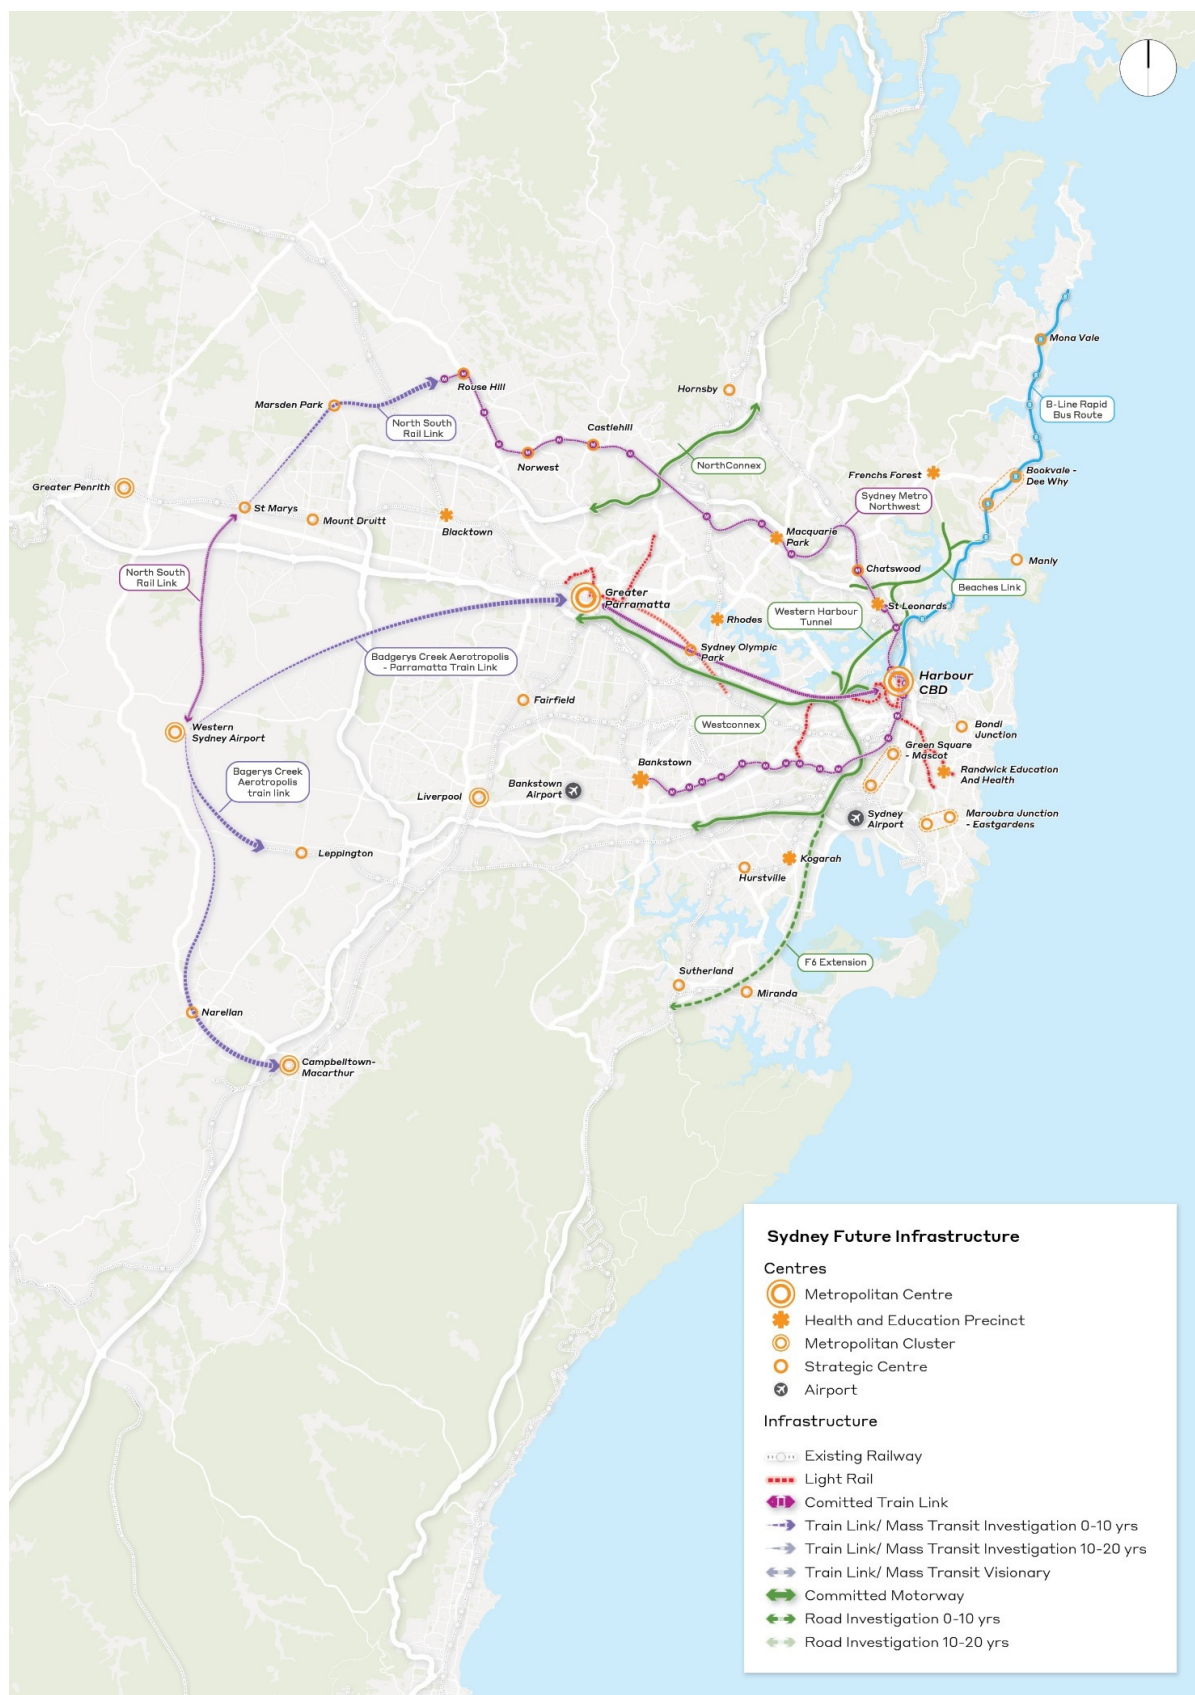 Mona Vale
B-Line Rapid
Bus Route
Rouse Hill
Hornsby
Marsden Park
North South
Rail Link
Castlehill
Norwest
NorthConnex
Frenchs Forest
Bookvale -
Dee Why
Greater Penrith
Sydney Metro
Northwest
St Marys
Mount Druitt
Blacktown
Macquarie
Park
Manly
Chatswood
North South
Rail Link
Beaches Link
Greater
Parramatta
St Leonards
Western Harbour
Tunnel
Rhodes
Badgerys Creek Aerotropolis
- Parramatta Train Link
Sydney Olympic
Park
Harbour
CBD
Fairfield
Westconnex
Western
Sydney Airport
Bondi
Junction
Green Square
- Mascot
Bagerys Creek
Aerotropolis
train link
Bankstown
Randwick Education
And Health
Bankstown
Airport
Liverpool
Sydney
Airport
Maroubra Junction
- Eastgardens
Leppington
Kogarah
Hurstville
F6 Extension
Sutherland
Miranda
Narellan
Campbelltown-
Macarthur
Sydney Future Infrastructure
Centres
Metropolitan Centre
Health and Education Precinct
Metropolitan Cluster
Strategic Centre
Airport
Infrastructure
Existing Railway
Light Rail
Comitted Train Link
Train Link/ Mass Transit Investigation 0-10 yrs
Train Link/ Mass Transit Investigation 10-20 yrs
Train Link/ Mass Transit Visionary
Committed Motorway
Road Investigation 0-10 yrs
Road Investigation 10-20 yrs